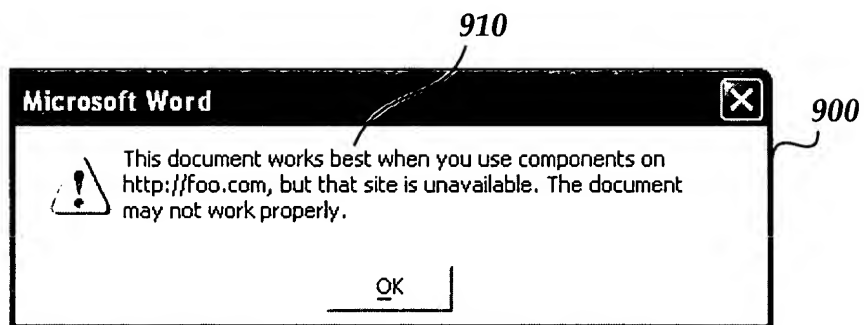 910
Microsoft Word
900
This document works best when you use components on
http://foo.com, but that site is unavailable. The document
may not work properly.
OK